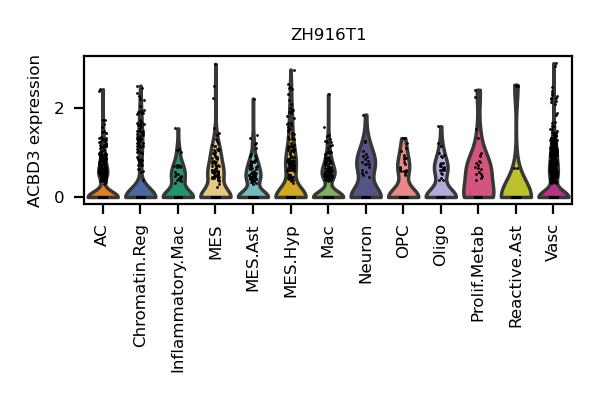 ZH916T1
ACBD3 expression
2
0
AC
Chromatin.Reg
Inflammatory.Mac
MES
MES.Ast
MES.Hyp
Mac
Neuron
OPC
Oligo
Prolif.Metab
Reactive.Ast
Vasc